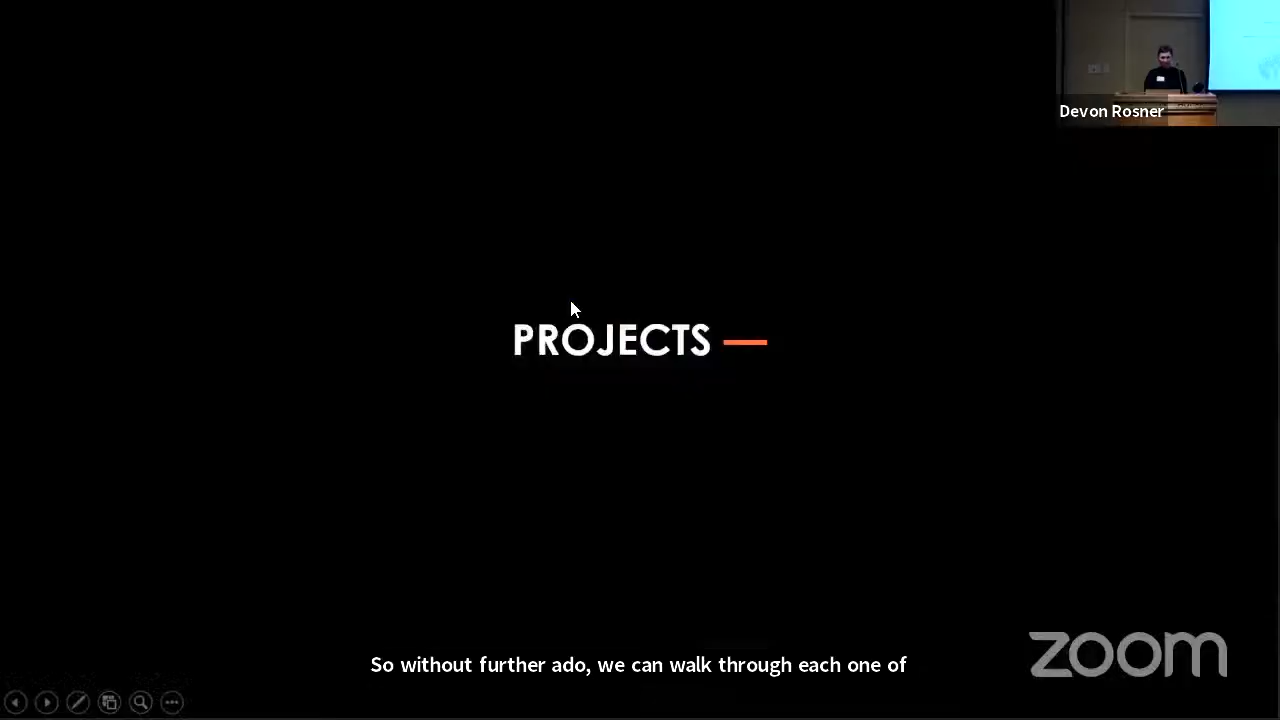 Devon Rosner
PROJECTS —
So without further ado, we can walk through each one of
zoom